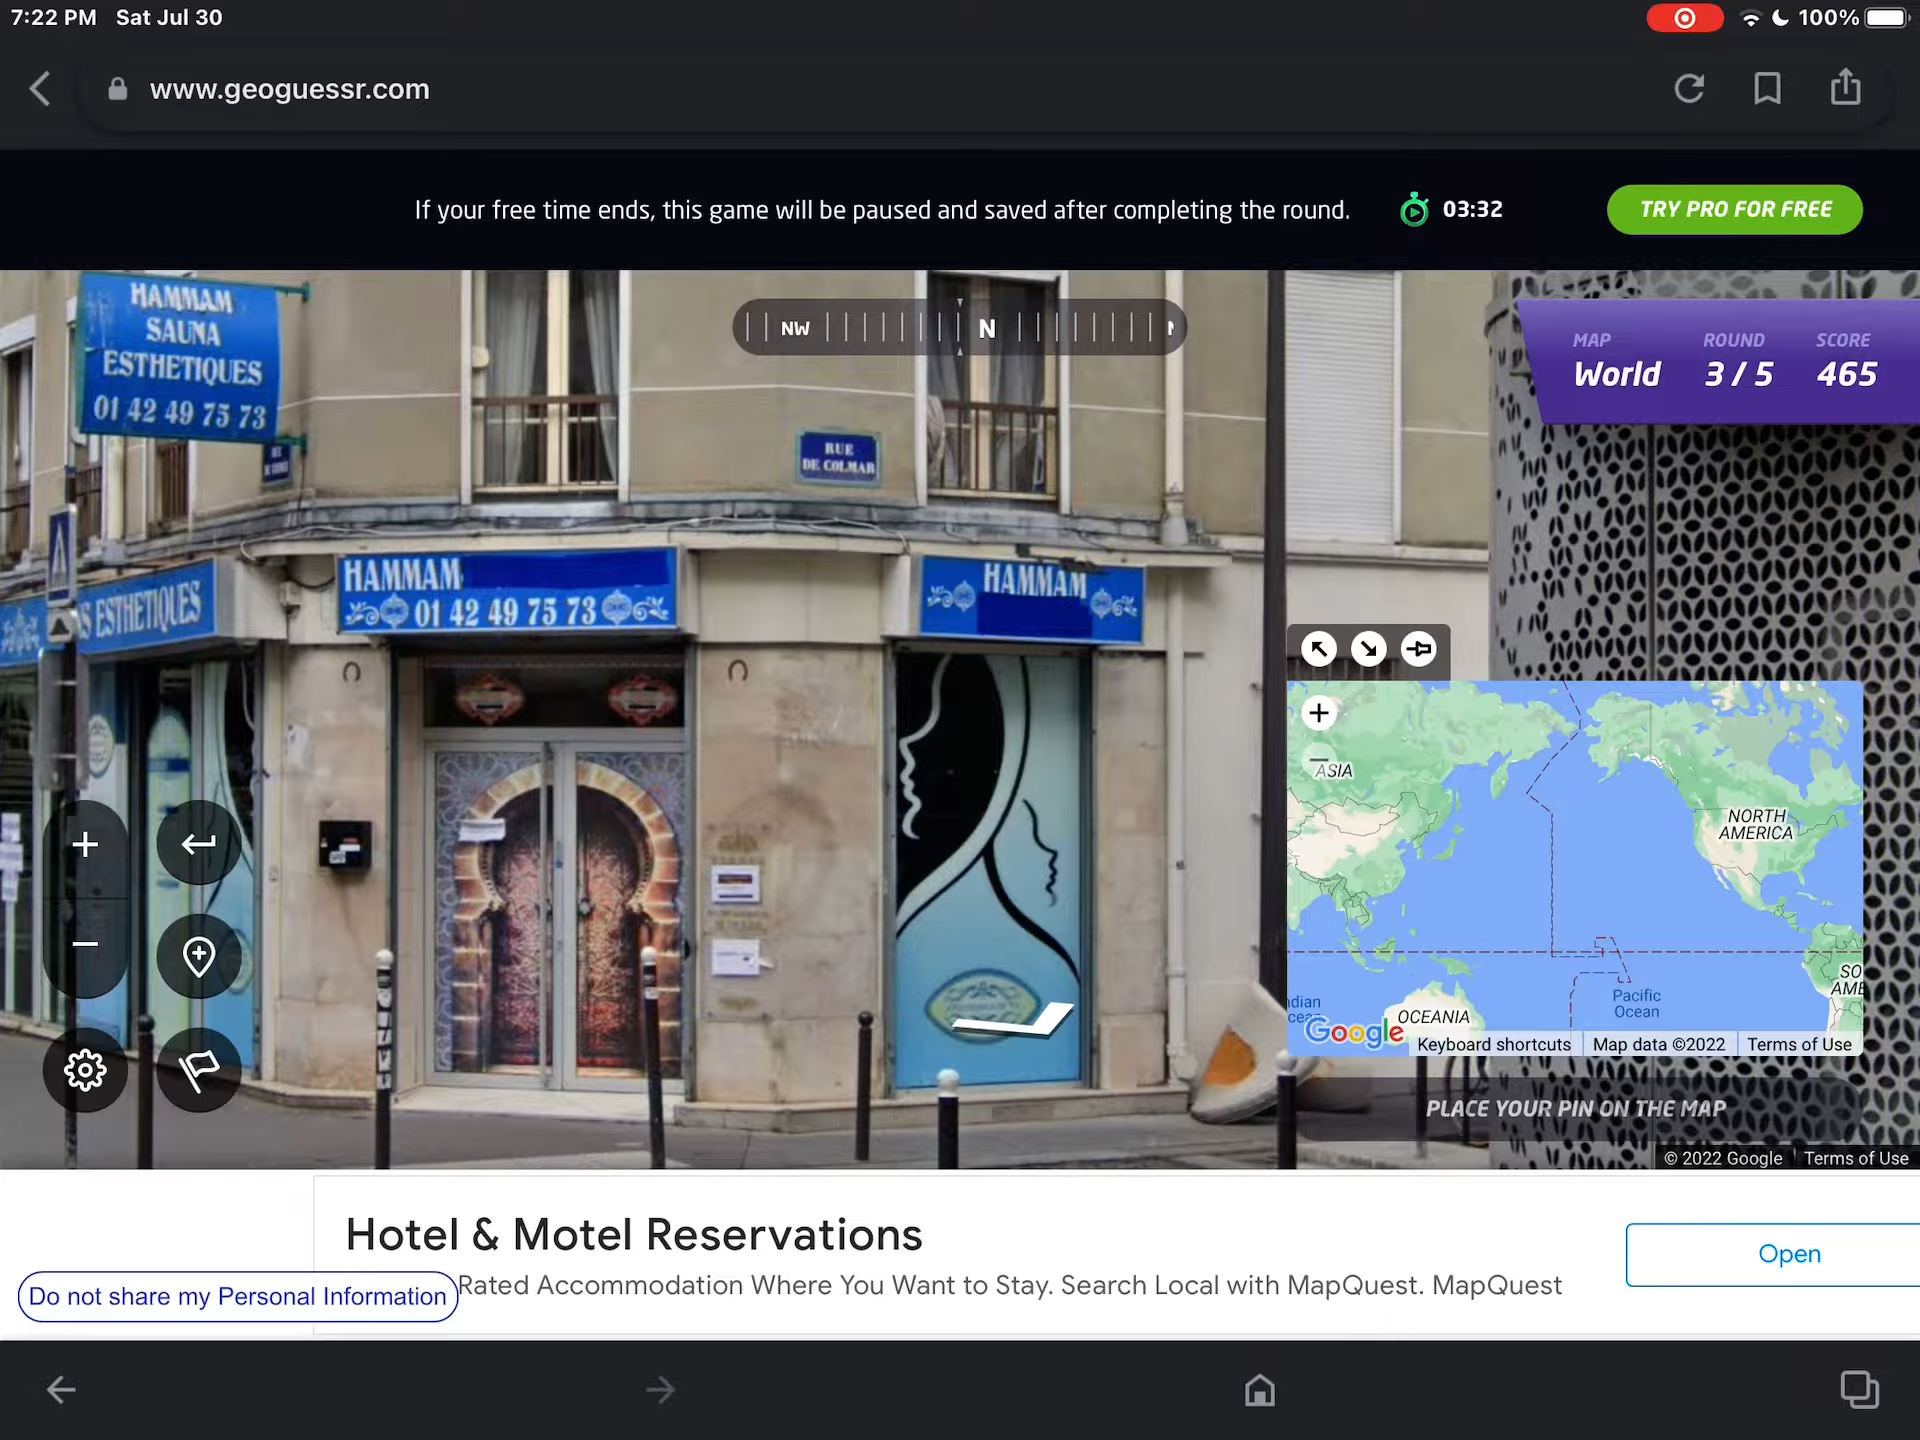 7:22 PM Sat Jul 30
100%
www.geoguessr.com
If your free time ends, this game will be paused and saved after completing the round.
03:32
TRY PRO FOR FREE
HAMMAM
SAUNA
ESTHETIQUES
01 42 49 75 73
NW
N
MAP
World
ROUND
3 / 5
SCORE
465
RUE
DE COLMAR
S ESTHETIQUES
HAMMAM
01 42 49 75 73
HAMMAM
ASIA
NORTH
AMERICA
SO
AME
Pacific
Ocean
ndian
cea
OCEANIA
Google
Keyboard shortcuts
Map data ©2022
Terms of Use
PLACE YOUR PIN ON THE MAP
© 2022 Google
Terms of Use
Hotel & Motel Reservations
Open
Do not share my Personal Information
Rated Accommodation Where You Want to Stay. Search Local with MapQuest. MapQuest